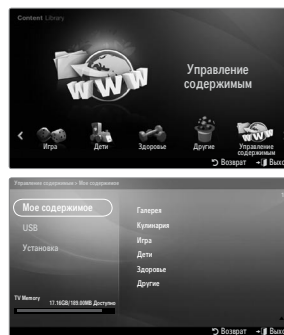 Content Library
Управление
содержимым
Игра
Дети
Здоровье
Другие
Управление
содержимым
Возврат
Выход
Управление содержимым > Мое содержимое
Мое содержимое
USB
Установка
Галерея
Кулинария
Игра
Дети
Здоровье
Другие
TV Memory
17.16GB/189.00MB Доступно
Возврат